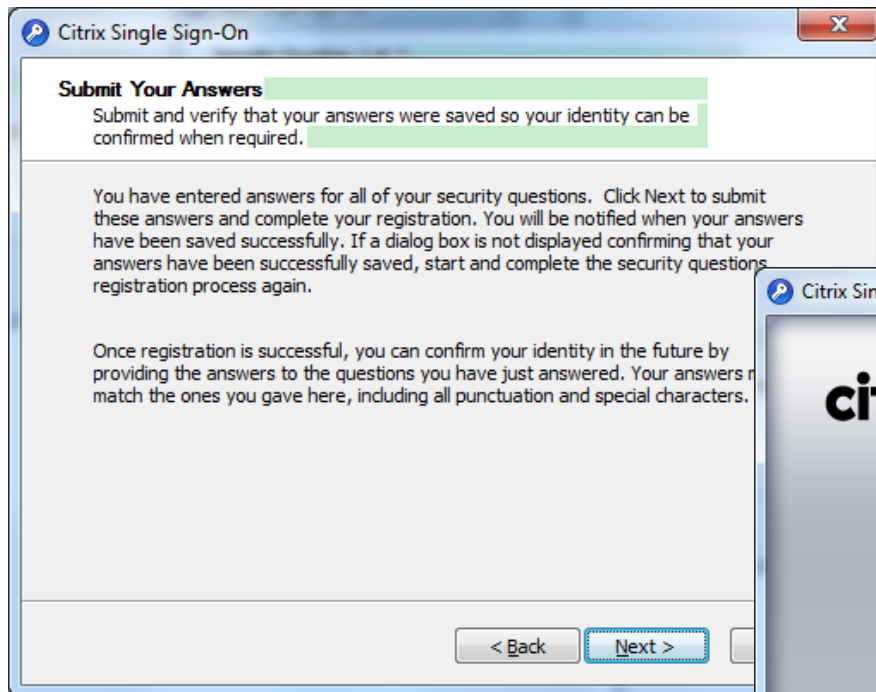 Citrix Single Sign-On
Submit Your Answers
Submit and verify that your answers were saved so your identity can be
confirmed when required.
You have entered answers for all of your security questions. Click Next to submit
these answers and complete your registration. You will be notified when your answers
have been saved successfully. If a dialog box is not displayed confirming that your
answers have been successfully saved, start and complete the security questions
registration process again.
Citrix Sin
Once registration is successful, you can confirm your identity in the future by
providing the answers to the questions you have just answered. Your answers
match the ones you gave here, including all punctuation and special characters.
cit
< Back
Next >